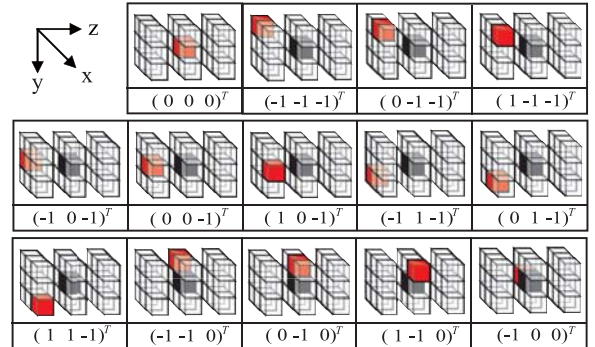 z
x
y
( 0 0 0)ᵀ (-1 -1 -1)ᵀ ( 0 -1 -1)ᵀ ( 1 -1 -1)ᵀ
(-1 0 -1)ᵀ ( 0 0 -1)ᵀ ( 1 0 -1)ᵀ (-1 1 -1)ᵀ ( 0 1 -1)ᵀ
( 1 1 -1)ᵀ (-1 -1 0)ᵀ ( 0 -1 0)ᵀ ( 1 -1 0)ᵀ (-1 0 0)ᵀ